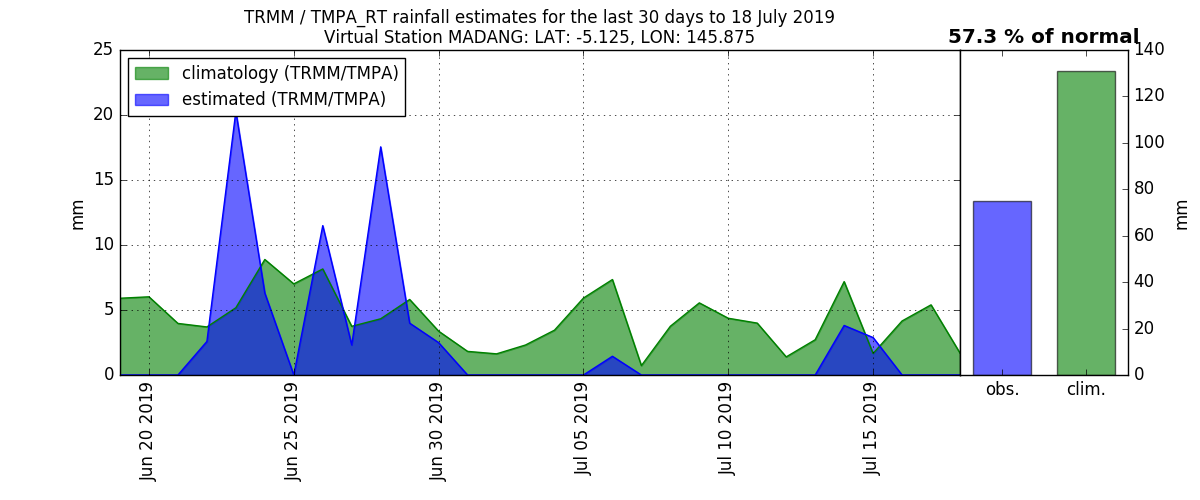 TRMM / TMPA_RT rainfall estimates for the last 30 days to 18 July 2019
Virtual Station MADANG: LAT: -5.125, LON: 145.875
57.3 % of normal
climatology (TRMM/TMPA)
estimated (TRMM/TMPA)
25
20
15
10
5
0
mm
Jun 20 2019
Jun 25 2019
Jun 30 2019
Jul 05 2019
Jul 10 2019
Jul 15 2019
obs.
clim.
140
120
100
80
60
40
20
0
mm